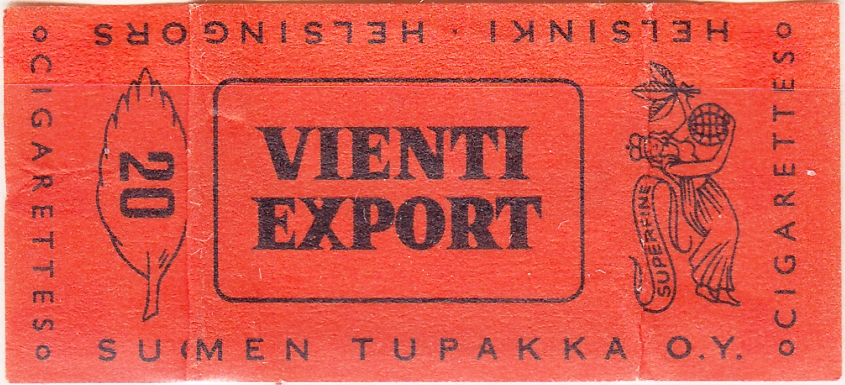 HELSINKI · HELSINGFORS
CIGARETTES
20
VIENTI
EXPORT
SUPERFINE
CIGARETTES
SUOMEN TUPAKKA O.Y.